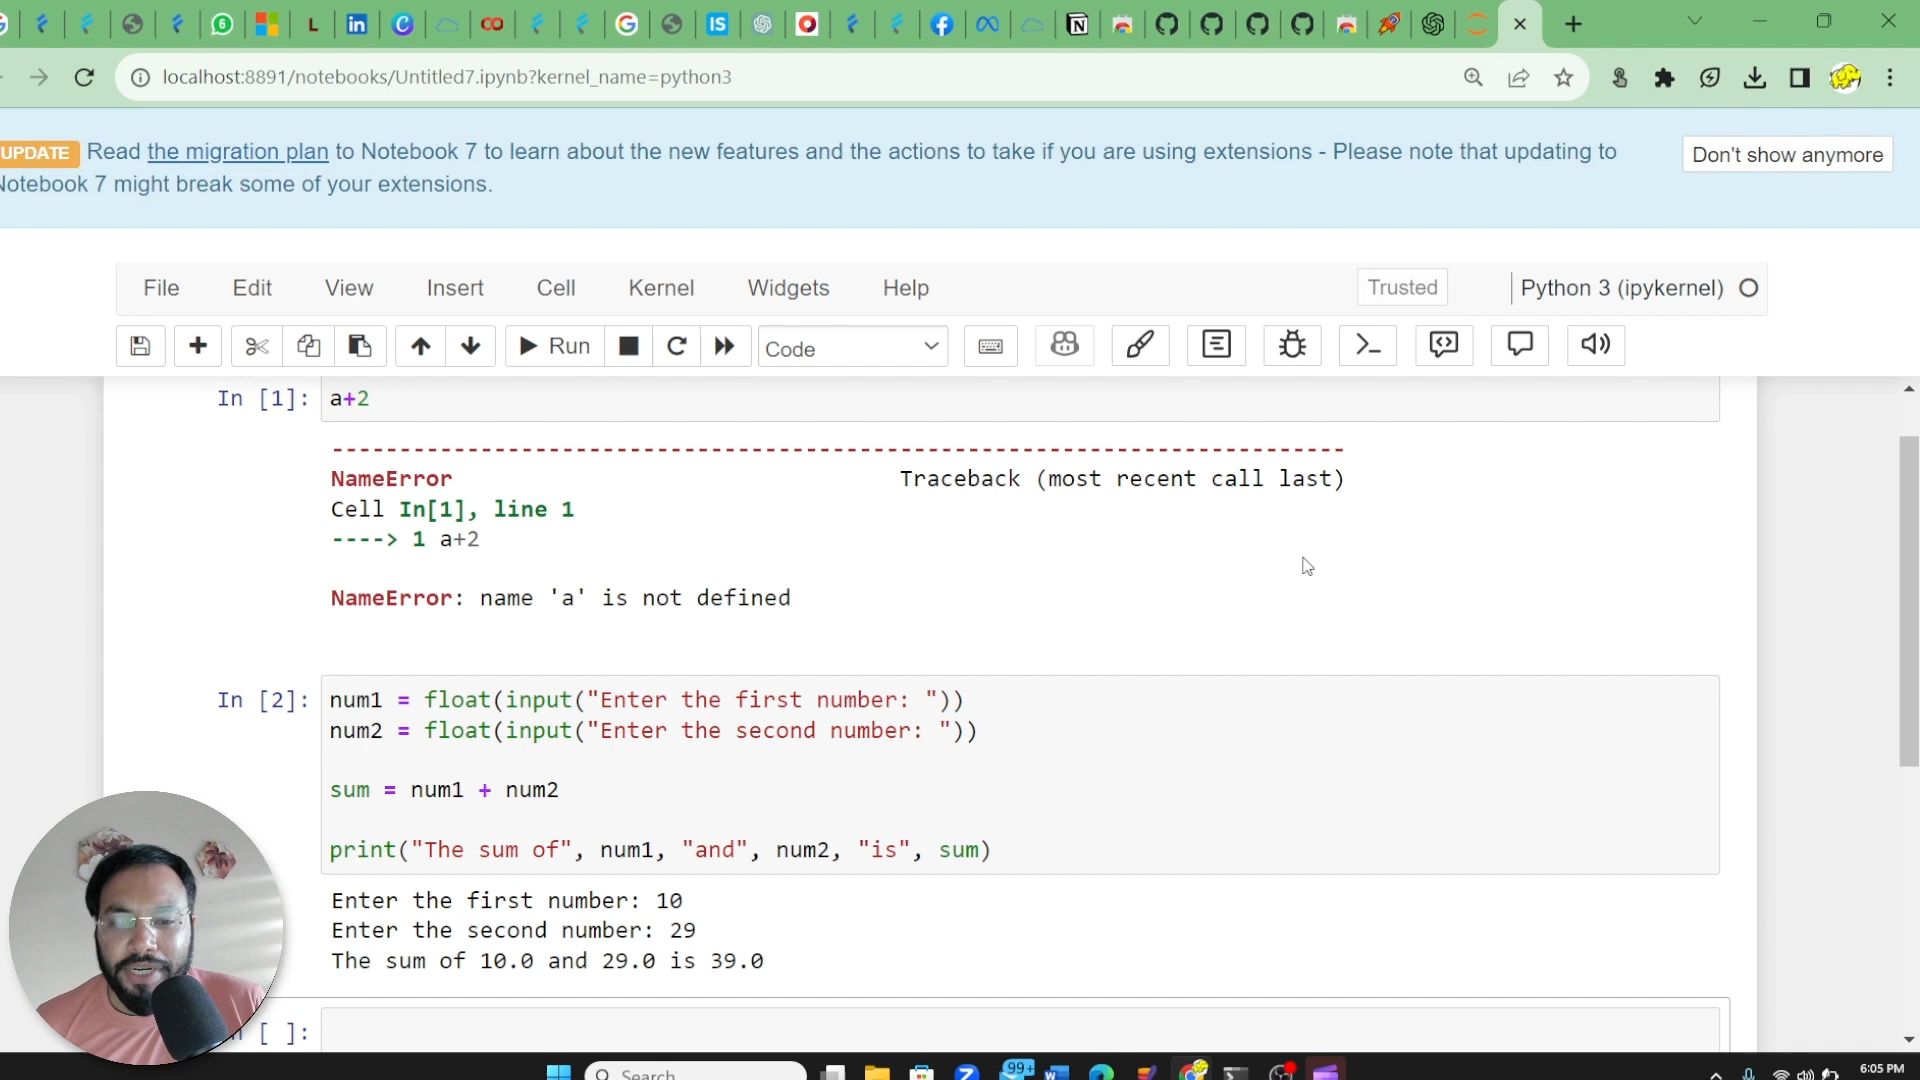 localhost:8891/notebooks/Untitled7.ipynb?kernel_name=python3
UPDATE Read the migration plan to Notebook 7 to learn about the new features and the actions to take if you are using extensions - Please note that updating to
Notebook 7 might break some of your extensions.
Don't show anymore
File Edit View Insert Cell Kernel Widgets Help Trusted Python 3 (ipykernel)
Run Code
In [1]: a+2
---------------------------------------------------------------------------
NameError Traceback (most recent call last)
Cell In[1], line 1
----> 1 a+2
NameError: name 'a' is not defined
In [2]: num1 = float(input("Enter the first number: "))
num2 = float(input("Enter the second number: "))
sum = num1 + num2
print("The sum of", num1, "and", num2, "is", sum)
Enter the first number: 10
Enter the second number: 29
The sum of 10.0 and 29.0 is 39.0
[ ]:
Search
99+
6:05 PM